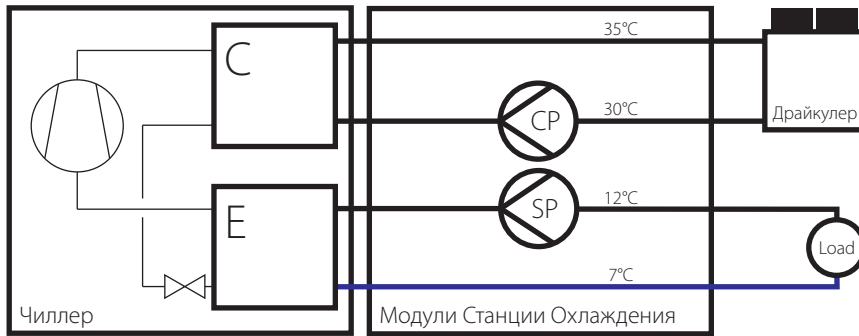 C
35°C
CP
30°C
Драйкулер
E
SP
12°C
Load
7°C
Чиллер
Модули Станции Охлаждения